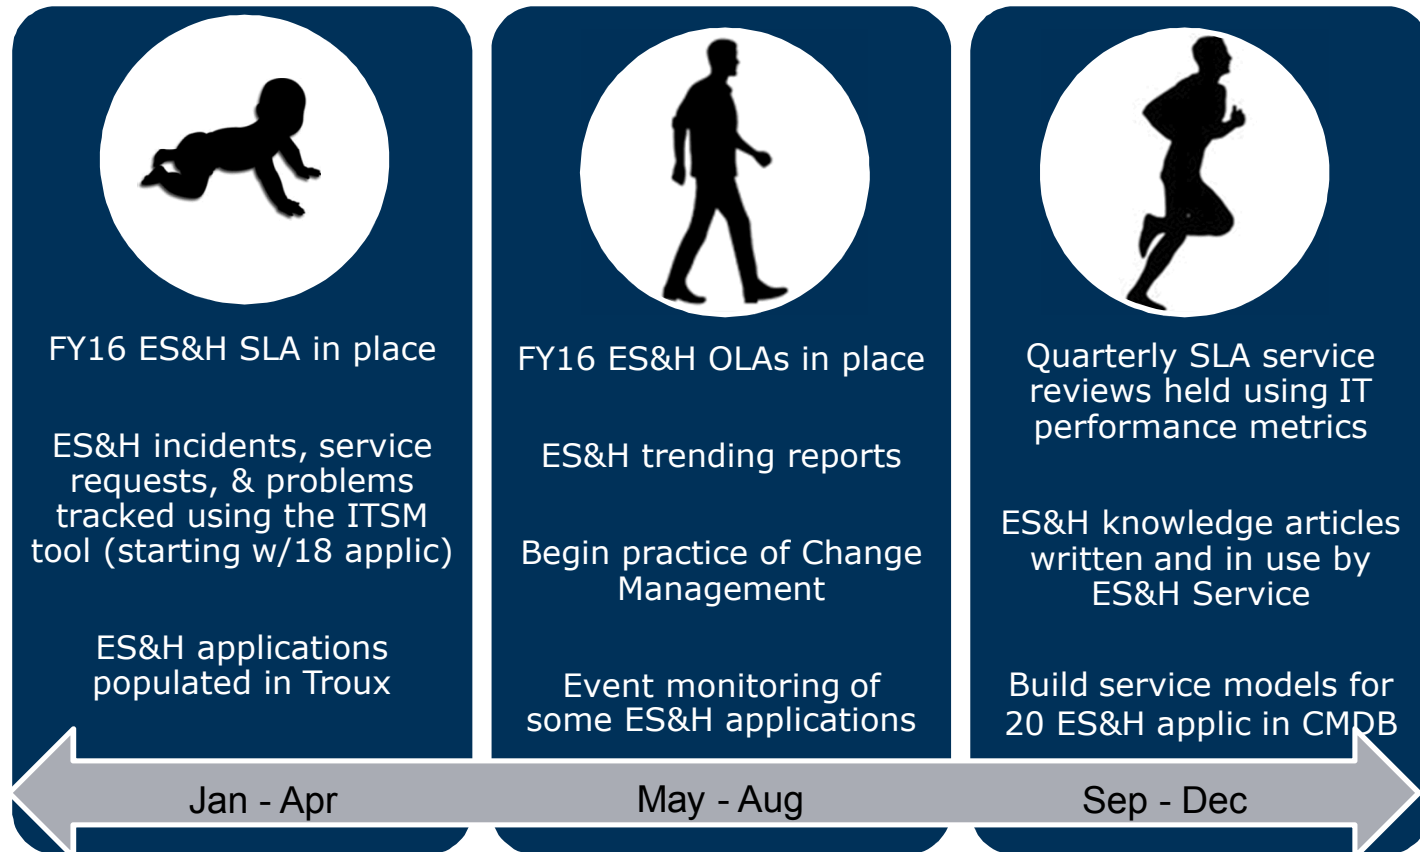 FY16 ES&H SLA in place
ES&H incidents, service
requests, & problems
tracked using the ITSM
tool (starting w/18 applic)
ES&H applications
populated in Troux
FY16 ES&H OLAs in place
ES&H trending reports
Begin practice of Change
Management
Event monitoring of
some ES&H applications
Quarterly SLA service
reviews held using IT
performance metrics
ES&H knowledge articles
written and in use by
ES&H Service
Build service models for
20 ES&H applic in CMDB
Jan - Apr
May - Aug
Sep - Dec